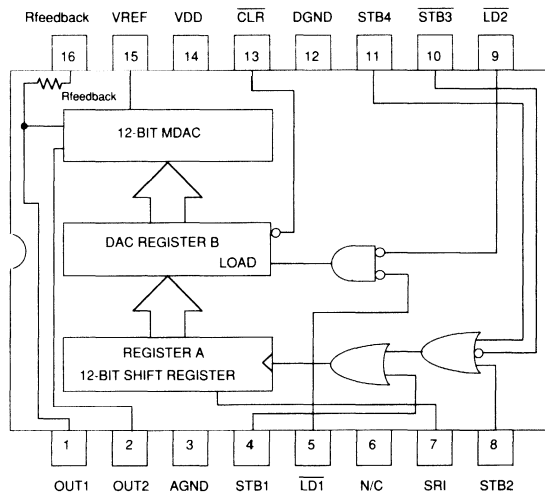 Rfeedback VREF VDD CLR DGND STB4 STB3 LD2
16 15 14 13 12 11 10 9
Rfeedback
12-BIT MDAC
DAC REGISTER B
LOAD
REGISTER A
12-BIT SHIFT REGISTER
1 2 3 4 5 6 7 8
OUT1 OUT2 AGND STB1 LD1 N/C SRI STB2